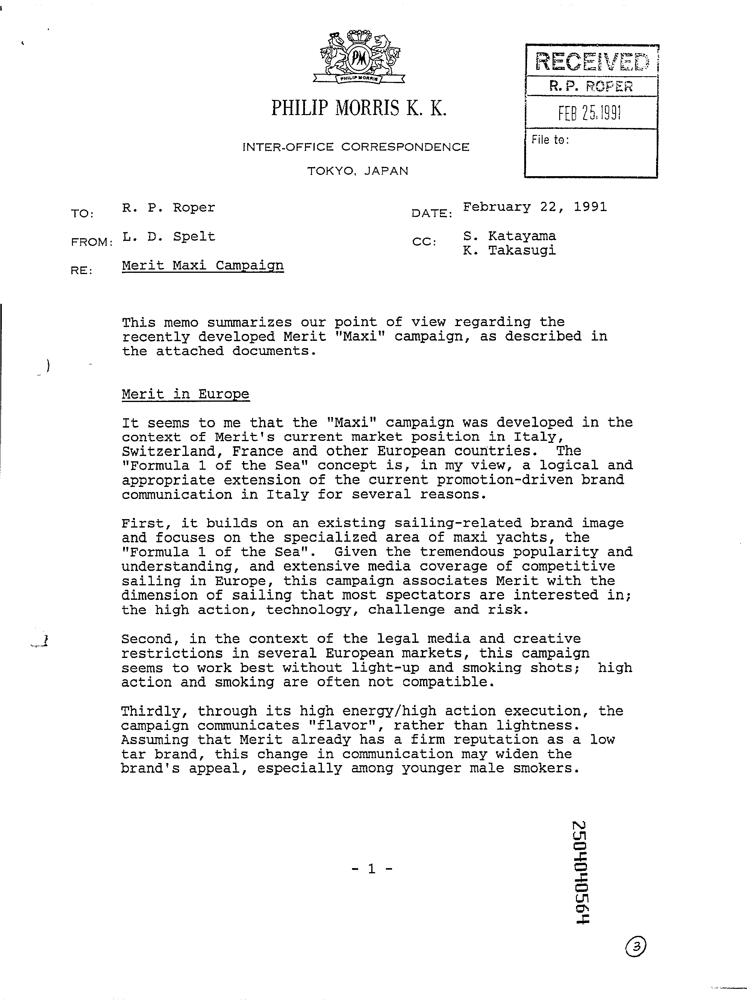 PM
PHILIP MORRIS
PHILIP MORRIS K. K.
INTER-OFFICE CORRESPONDENCE
TOKYO, JAPAN
RECEIVED
R. P. ROPER
FEB 25.1991
File to:
TO: R. P. Roper
DATE: February 22, 1991
FROM: L. D. Spelt
CC: S. Katayama
K. Takasugi
RE: Merit Maxi Campaign
This memo summarizes our point of view regarding the
recently developed Merit "Maxi" campaign, as described in
the attached documents.
Merit in Europe
It seems to me that the "Maxi" campaign was developed in the
context of Merit's current market position in Italy,
Switzerland, France and other European countries. The
"Formula 1 of the Sea" concept is, in my view, a logical and
appropriate extension of the current promotion-driven brand
communication in Italy for several reasons.
First, it builds on an existing sailing-related brand image
and focuses on the specialized area of maxi yachts, the
"Formula 1 of the Sea". Given the tremendous popularity and
understanding, and extensive media coverage of competitive
sailing in Europe, this campaign associates Merit with the
dimension of sailing that most spectators are interested in;
the high action, technology, challenge and risk.
Second, in the context of the legal media and creative
restrictions in several European markets, this campaign
seems to work best without light-up and smoking shots; high
action and smoking are often not compatible.
Thirdly, through its high energy/high action execution, the
campaign communicates "flavor", rather than lightness.
Assuming that Merit already has a firm reputation as a low
tar brand, this change in communication may widen the
brand's appeal, especially among younger male smokers.
- 1 -
2504040564
3